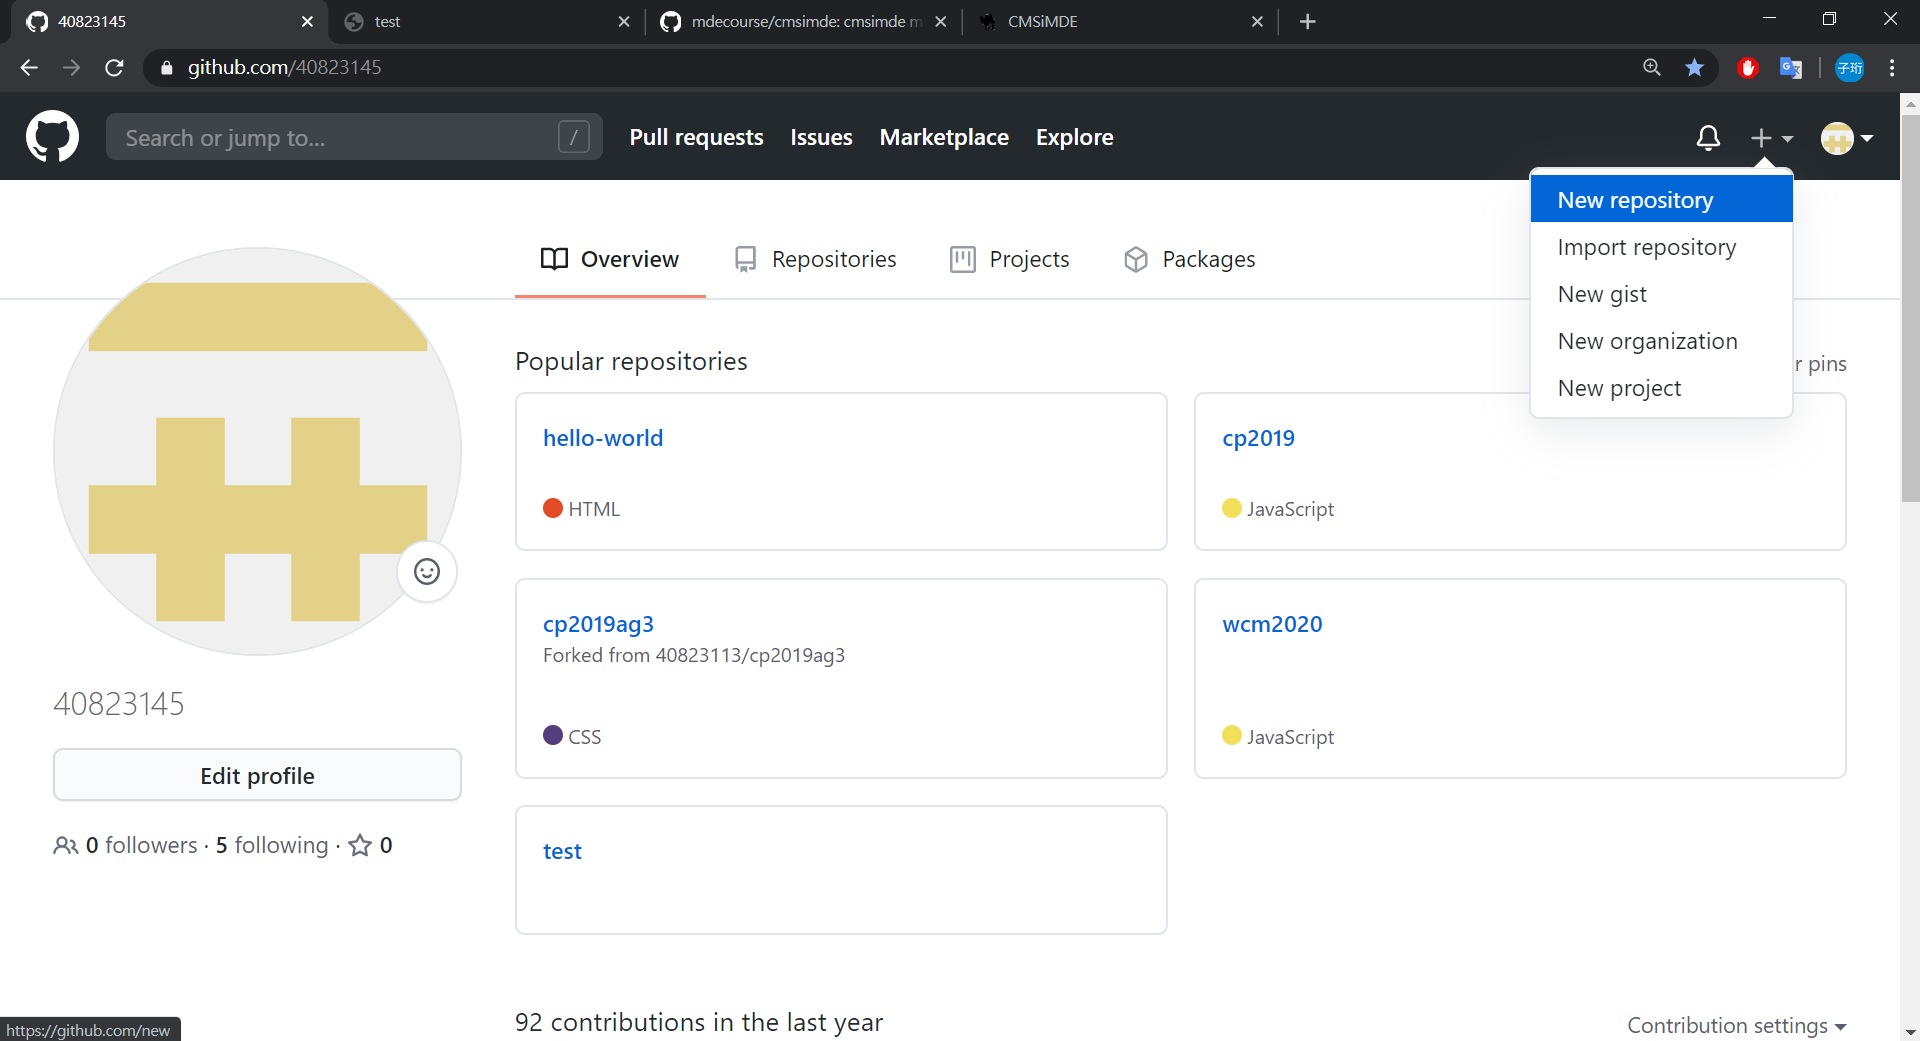 40823145
test
mdecourse/cmsimde: cmsimde m
CMSiMDE
github.com/40823145
子珩
Search or jump to...
/
Pull requests
Issues
Marketplace
Explore
New repository
Import repository
New gist
New organization
New project
Overview
Repositories
Projects
Packages
Popular repositories
r pins
hello-world
HTML
cp2019
JavaScript
cp2019ag3
Forked from 40823113/cp2019ag3
CSS
wcm2020
JavaScript
test
40823145
Edit profile
0 followers · 5 following · 0
92 contributions in the last year
Contribution settings
https://github.com/new